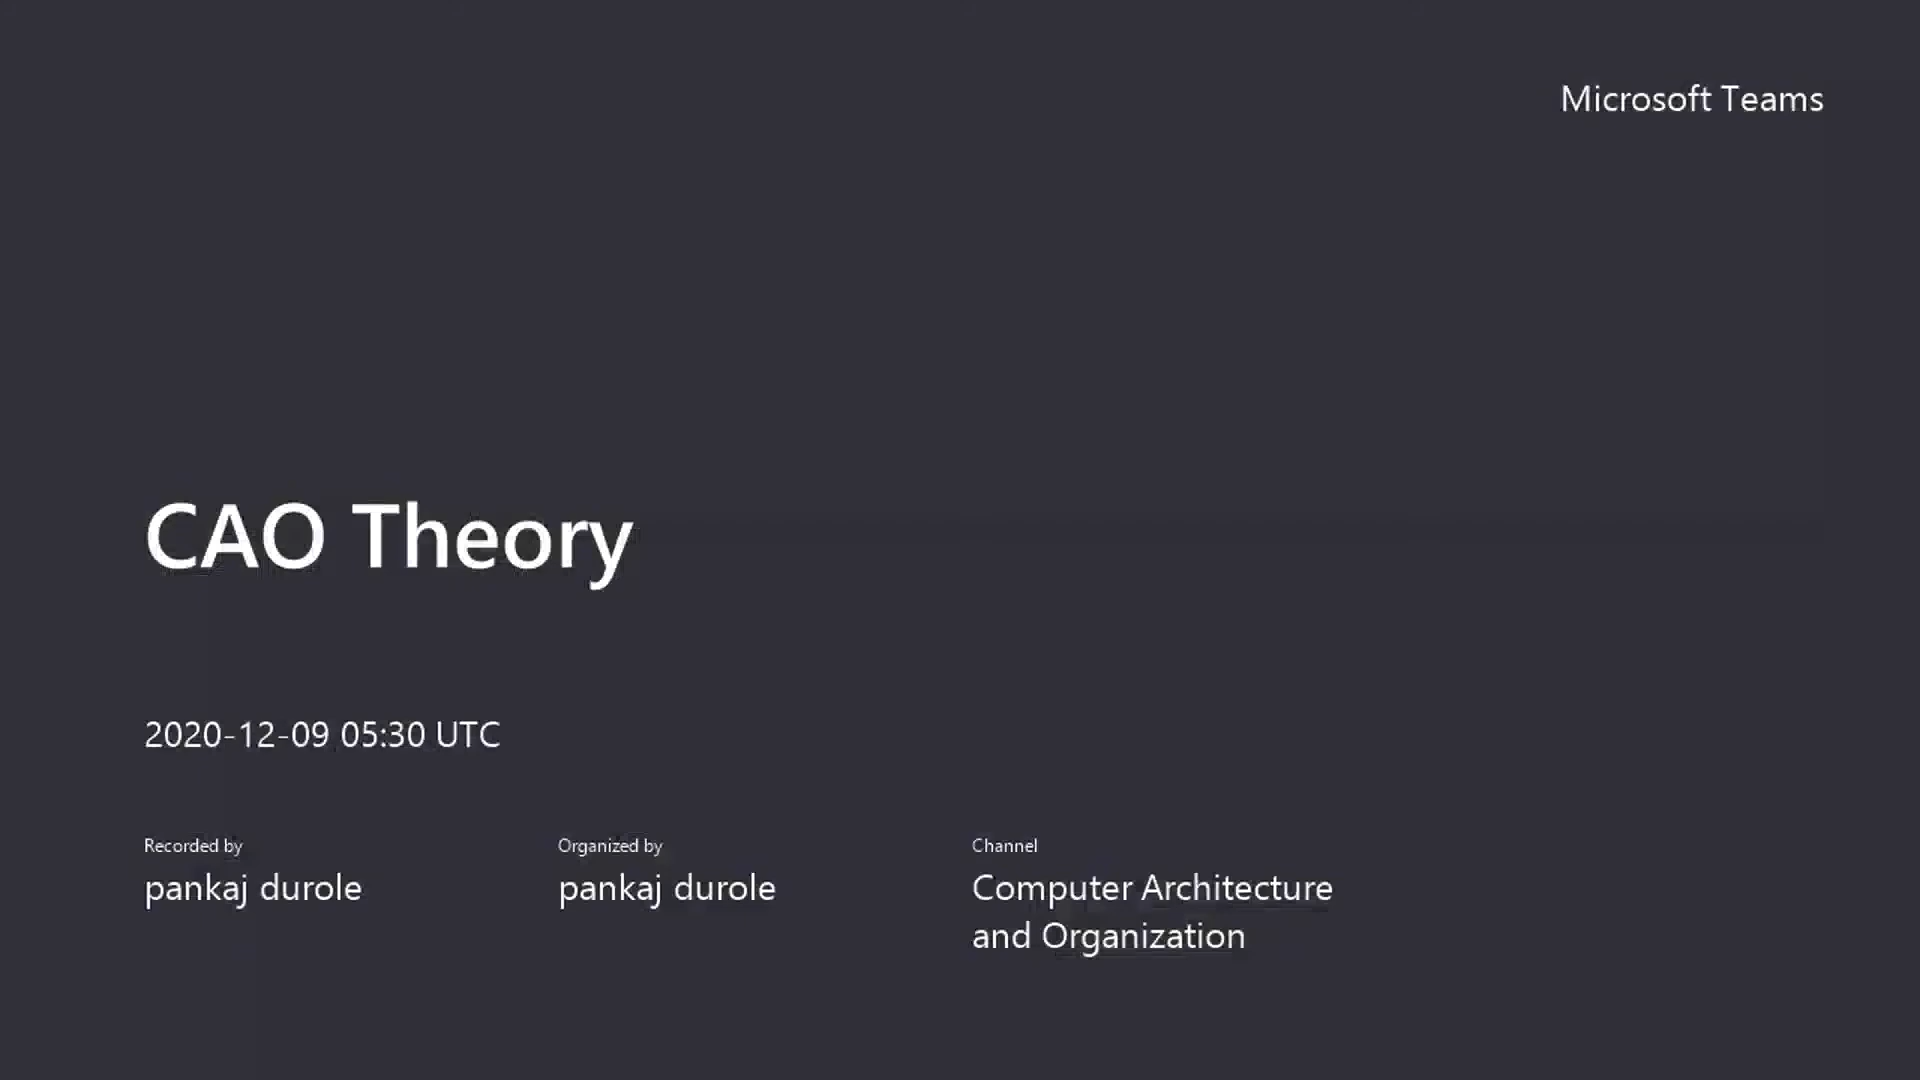 Microsoft Teams
CAO Theory
2020-12-09 05:30 UTC
Recorded by
pankaj durole
Organized by
pankaj durole
Channel
Computer Architecture
and Organization